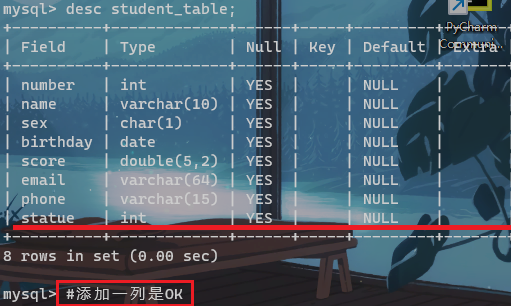 mysql> desc student_table;
PyCharm
Communi...
+----------+-------------+------+-----+---------+-------+
| Field | Type | Null | Key | Default | Extra
+----------+-------------+------+-----+---------+-------+
| number | int | YES | | NULL |
| name | varchar(10) | YES | | NULL |
| sex | char(1) | YES | | NULL |
| birthday | date | YES | | NULL |
| score | double(5,2) | YES | | NULL |
| email | varchar(64) | YES | | NULL |
| phone | varchar(15) | YES | | NULL |
| statue | int | YES | | NULL |
+----------+-------------+------+-----+---------+-------+
8 rows in set (0.00 sec)
mysql> #添加一列是OK